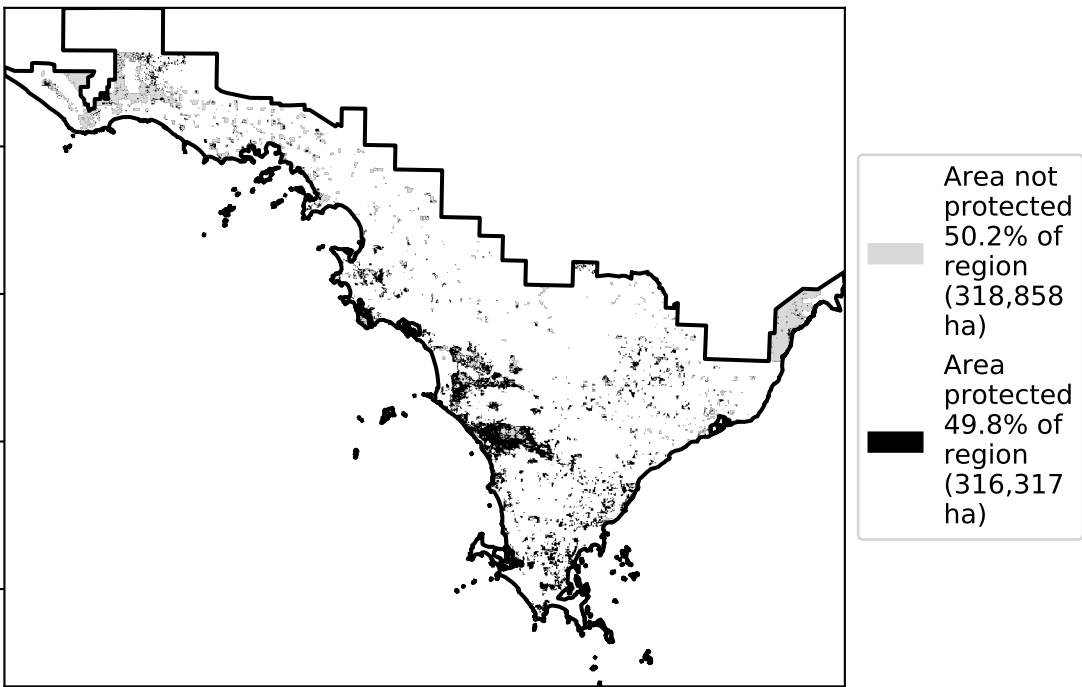 Area not
protected
50.2% of
region
(318,858
ha)
Area
protected
49.8% of
region
(316,317
ha)